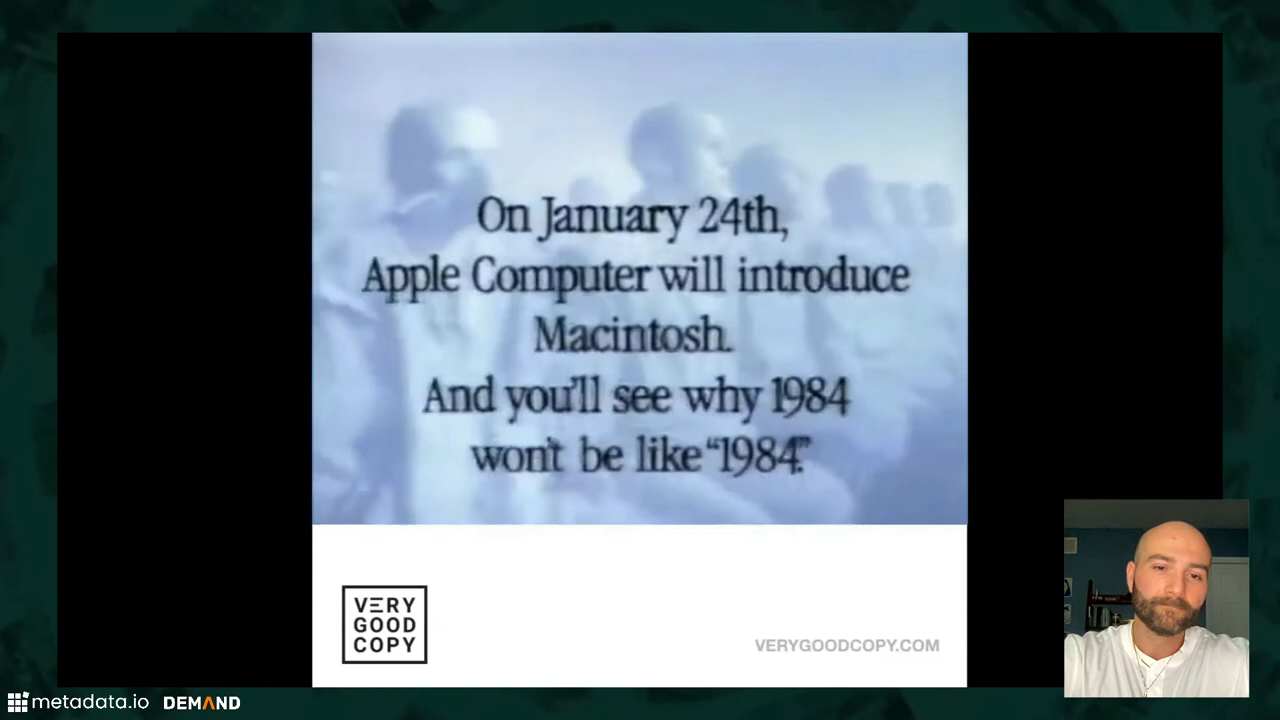 On January 24th,
Apple Computer will introduce
Macintosh.
And you'll see why 1984
won't be like "1984."
VERY
GOOD
COPY
VERYGOODCOPY.COM
metadata.io DEMAND